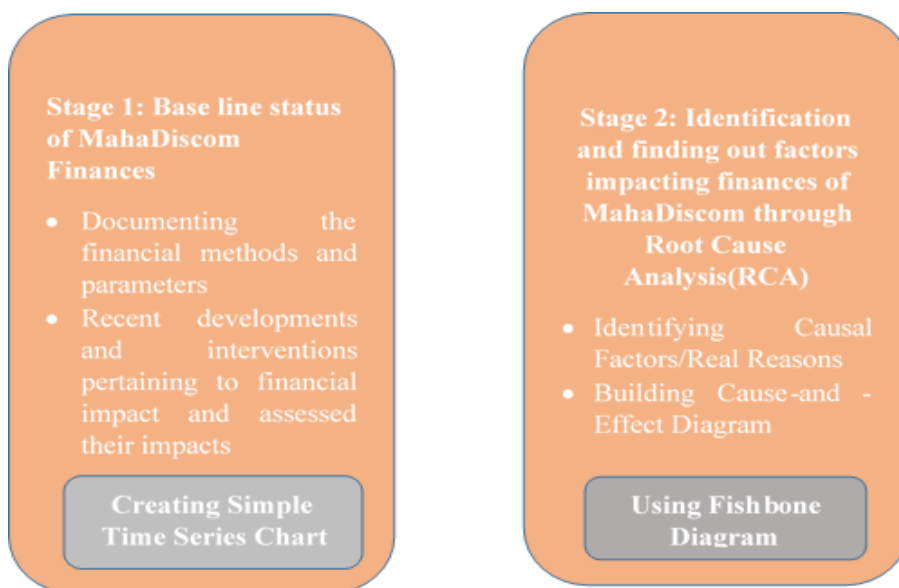 Stage 1: Base line status
of MahaDiscom
Finances
• Documenting the
financial methods and
parameters
• Recent developments
and interventions
pertaining to financial
impact and assessed
their impacts
Creating Simple
Time Series Chart
Stage 2: Identification
and finding out factors
impacting finances of
MahaDiscom through
Root Cause
Analysis(RCA)
• Identifying Causal
Factors/Real Reasons
• Building Cause-and -
Effect Diagram
Using Fishbone
Diagram